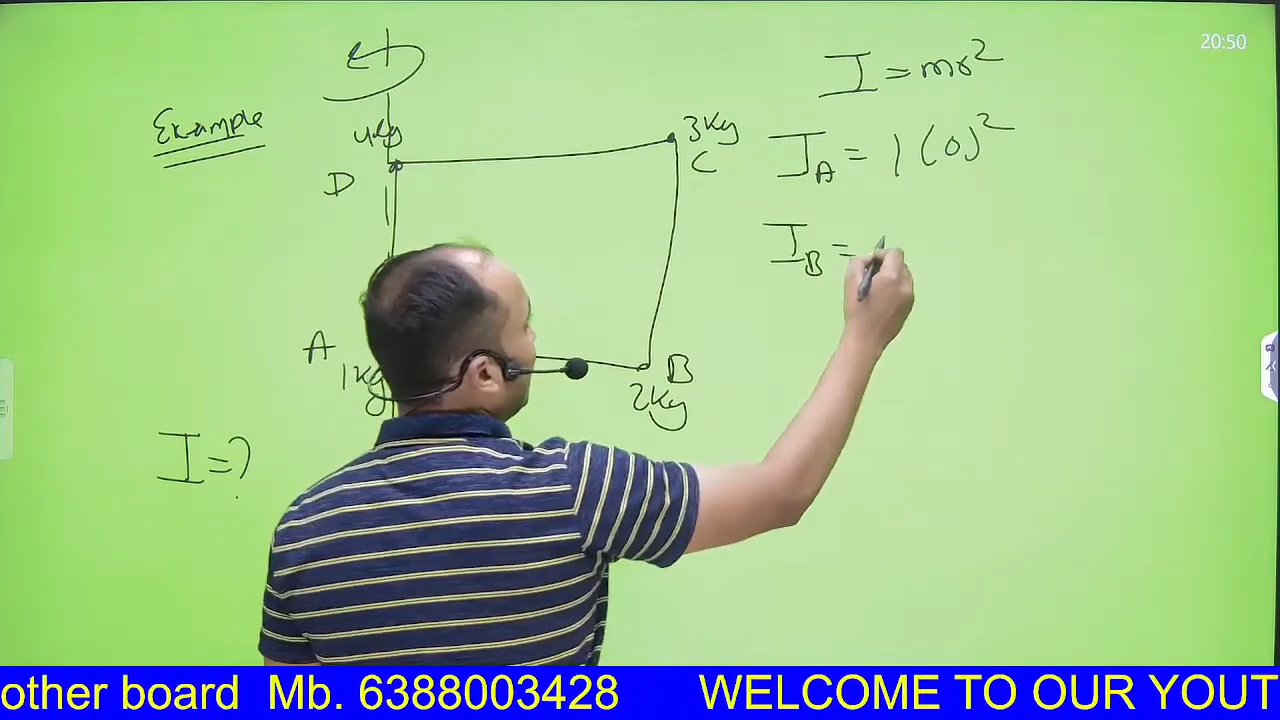 20:50
Example
4kg
D
3Kg
C
A
1Kg
B
2Kg
I=?
I = mr²
I_A = 1 (0)²
I_B =
other board Mb. 6388003428 WELCOME TO OUR YOUT